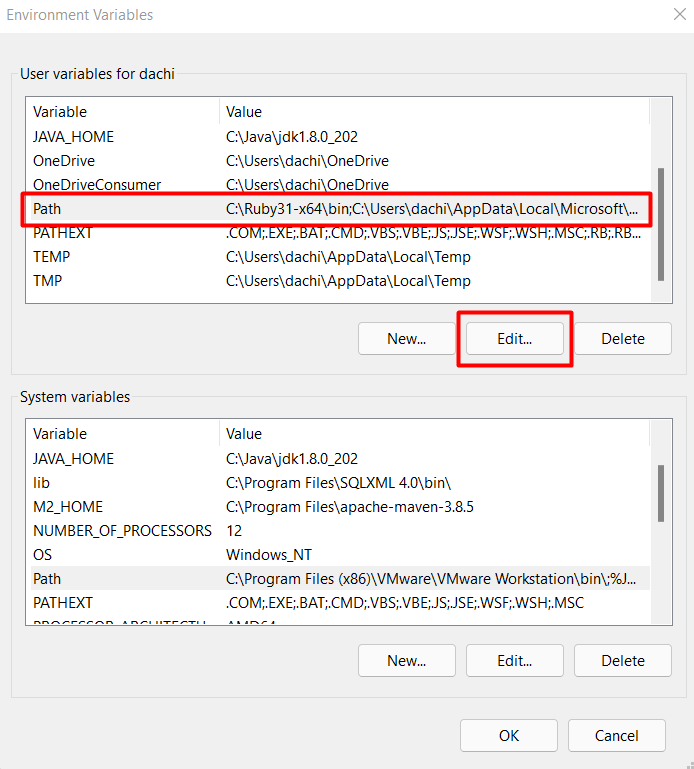 Environment Variables
User variables for dachi
Variable Value
JAVA_HOME C:\Java\jdk1.8.0_202
OneDrive C:\Users\dachi\OneDrive
OneDriveConsumer C:\Users\dachi\OneDrive
Path C:\Ruby31-x64\bin;C:\Users\dachi\AppData\Local\Microsoft\...
PATHEXT .COM;.EXE;.BAT;.CMD;.VBS;.VBE;.JS;.JSE;.WSF;.WSH;.MSC;.RB;.RB...
TEMP C:\Users\dachi\AppData\Local\Temp
TMP C:\Users\dachi\AppData\Local\Temp
New... Edit... Delete
System variables
Variable Value
JAVA_HOME C:\Java\jdk1.8.0_202
lib C:\Program Files\SQLXML 4.0\bin\
M2_HOME C:\Program Files\apache-maven-3.8.5
NUMBER_OF_PROCESSORS 12
OS Windows_NT
Path C:\Program Files (x86)\VMware\VMware Workstation\bin\;%J...
PATHEXT .COM;.EXE;.BAT;.CMD;.VBS;.VBE;.JS;.JSE;.WSF;.WSH;.MSC
PROCESSOR_ARCHITECTU... AMD64
New... Edit... Delete
OK Cancel